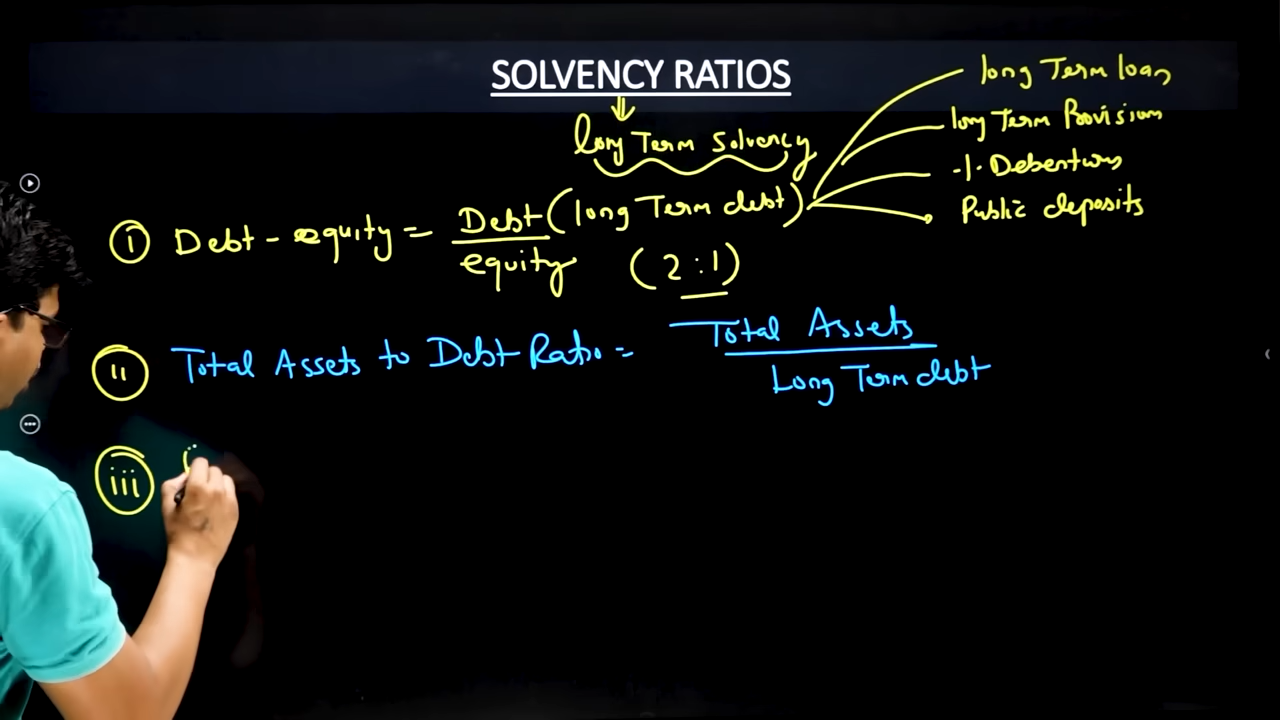 SOLVENCY RATIOS
long Term Solvency
long Term loan
long Term Provisions
-1- Debentures
Public deposits
i Debt - equity = Debt (long Term debt)
equity (2:1)
ii Total Assets to Debt Ratio = Total Assets
Long Term debt
iii